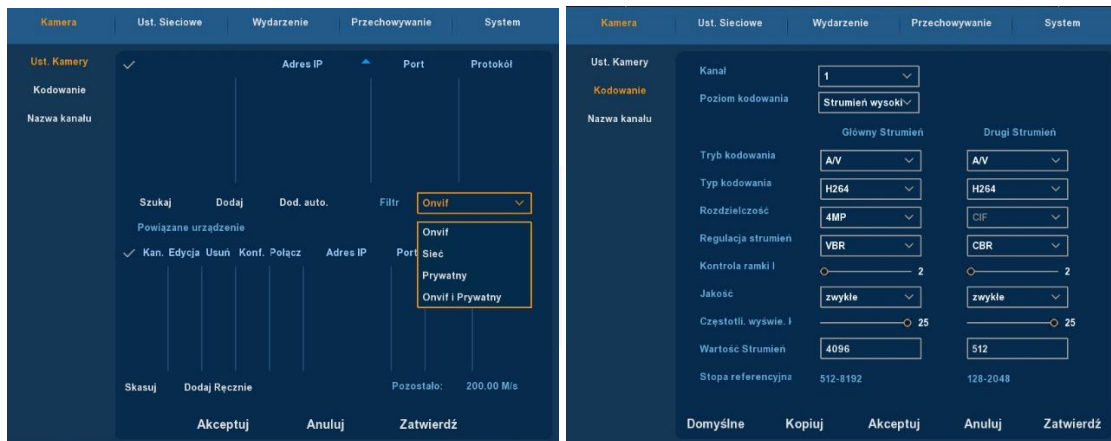 Kamera Ust. Sieciowe Wydarzenie Przechowywanie System
Ust. Kamery
Kodowanie
Nazwa kanału
Adres IP Port Protokół
Szukaj Dodaj Dod. auto. Filtr Onvif
Onvif
Sieć
Prywatny
Onvif i Prywatny
Powiązane urządzenie
Kan. Edycja Usuń Konf. Połącz Adres IP Port
Skasuj Dodaj Ręcznie Pozostało: 200.00 M/s
Akceptuj Anuluj Zatwierdź
Kamera Ust. Sieciowe Wydarzenie Przechowywanie System
Ust. Kamery
Kodowanie
Nazwa kanału
Kanał 1
Poziom kodowania Strumień wysoki
Główny Strumień Drugi Strumień
Tryb kodowania A/V A/V
Typ kodowania H264 H264
Rozdzielczość 4MP CIF
Regulacja strumień VBR CBR
Kontrola ramki I 2 2
Jakość zwykłe zwykłe
Częstotli. wyświe. 25 25
Wartość Strumień 4096 512
Stopa referencyjna 512-8192 128-2048
Domyślne Kopiuj Akceptuj Anuluj Zatwierdź